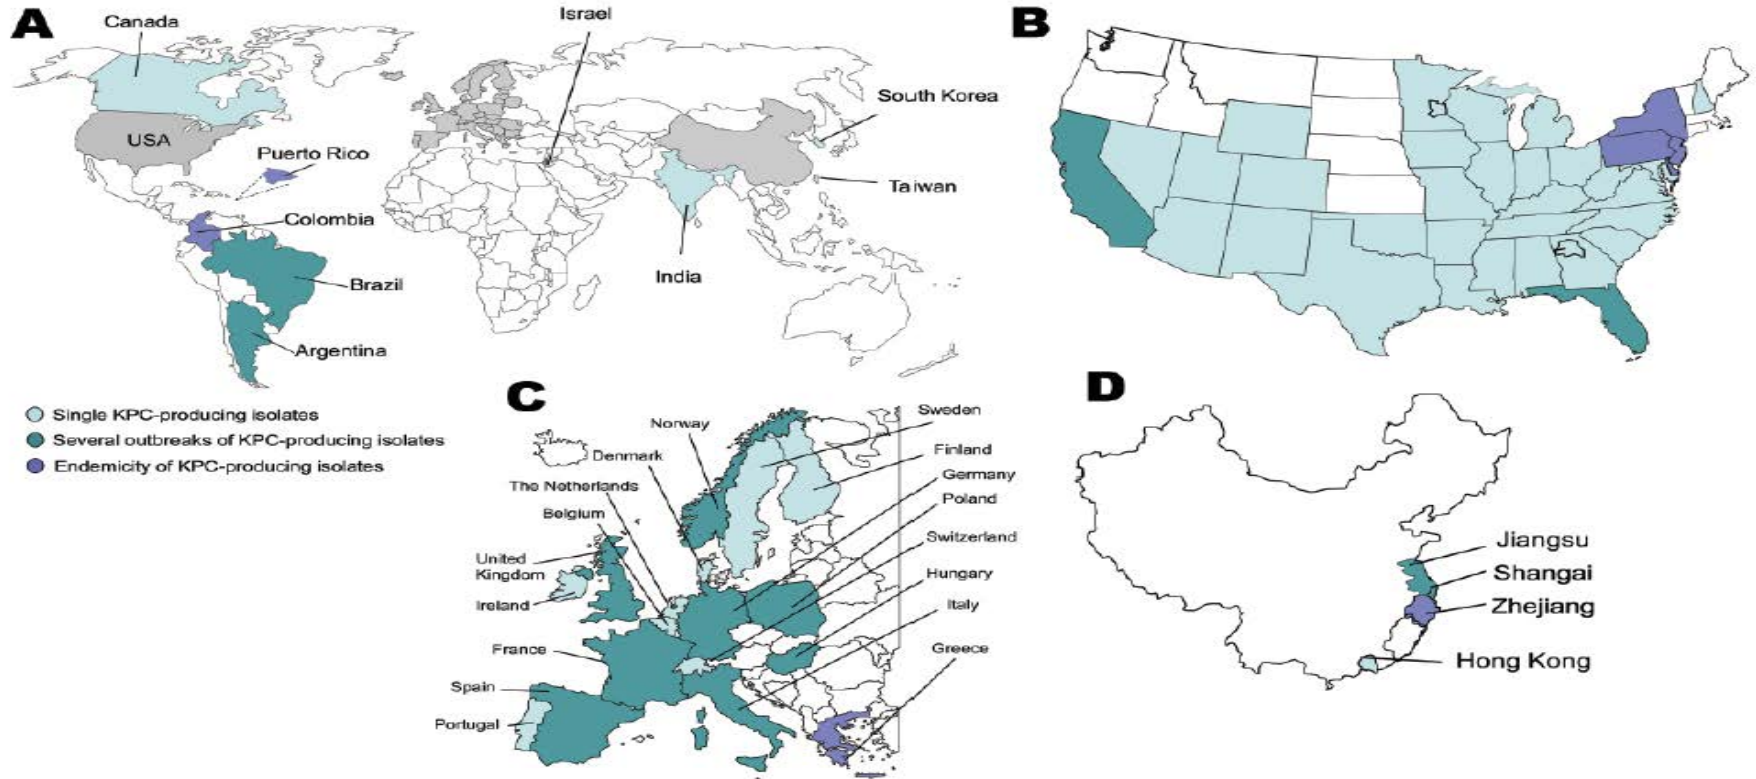 A
Canada
Israel
South Korea
USA
Puerto Rico
Taiwan
Colombia
India
Brazil
Argentina
Single KPC-producing isolates
Several outbreaks of KPC-producing isolates
Endemicity of KPC-producing isolates
B
C
Sweden
Norway
Finland
Denmark
Germany
The Netherlands
Poland
Belgium
Switzerland
United
Kingdom
Hungary
Ireland
Italy
France
Greece
Spain
Portugal
D
Jiangsu
Shangai
Zhejiang
Hong Kong